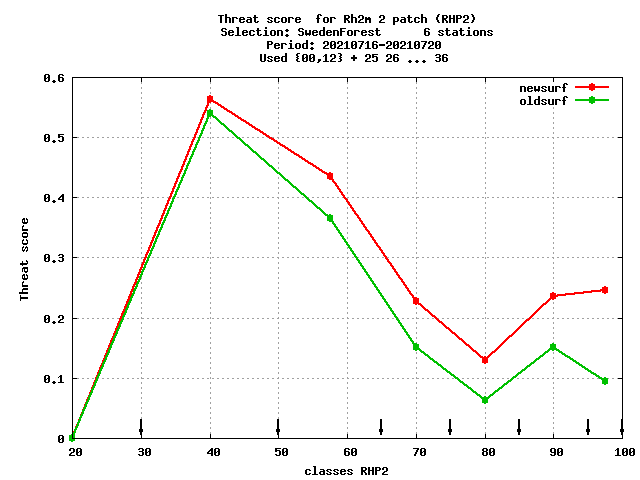 Threat score  for Rh2m 2 patch (RHP2)
Selection: SwedenForest      6 stations
Period: 20210716-20210720
Used {00,12} + 25 26 ... 36
newsurf
oldsurf
0.6
0.5
0.4
0.3
0.2
0.1
0
Threat score
20 30 40 50 60 70 80 90 100
classes RHP2